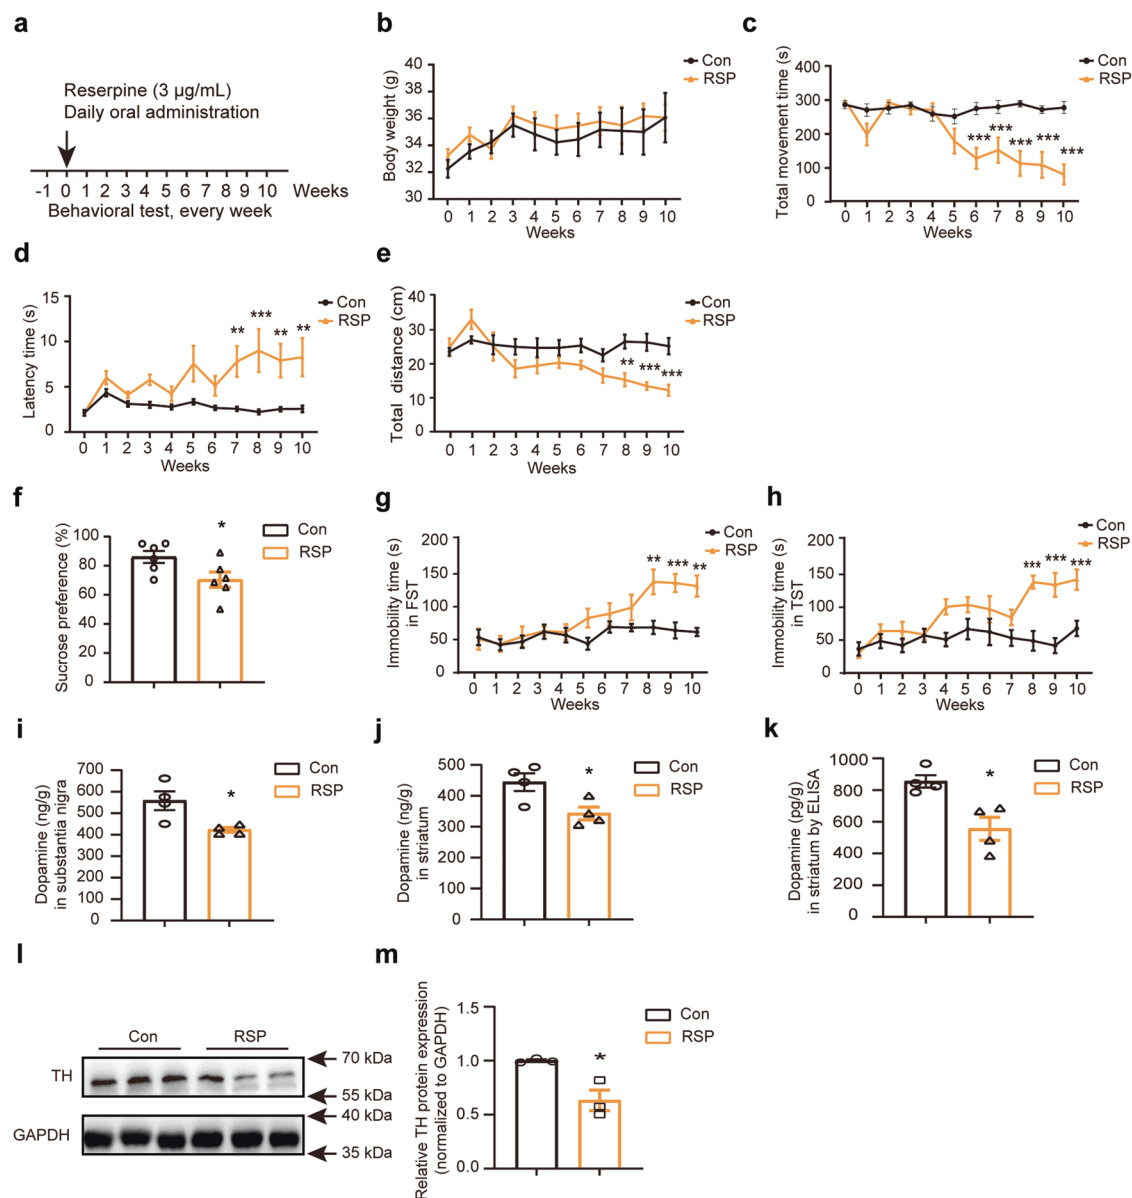 a
Reserpine (3 µg/mL)
Daily oral administration
-1 0 1 2 3 4 5 6 7 8 9 10 Weeks
Behavioral test, every week
b
Con
RSP
Body weight (g)
36
34
32
30
0 1 2 3 4 5 6 7 8 9 10
Weeks
38
c
Con
RSP
Total movement time (s)
400
300
200
100
0
*** *** *** *** ***
0 1 2 3 4 5 6 7 8 9 10
Weeks
d
Con
RSP
Latency time (s)
15
10
5
0
** *** ** **
0 1 2 3 4 5 6 7 8 9 10
Weeks
e
Con
RSP
Total distance (cm)
40
30
20
10
0
** *** ***
0 1 2 3 4 5 6 7 8 9 10
Weeks
f
Con
RSP
Sucrose preference (%)
100
80
60
40
20
0
*
g
Con
RSP
Immobility time (s)
in FST
200
150
100
50
0
** *** **
0 1 2 3 4 5 6 7 8 9 10
Weeks
h
Con
RSP
Immobility time (s)
in TST
200
150
100
50
0
*** *** ***
0 1 2 3 4 5 6 7 8 9 10
Weeks
i
Con
RSP
Dopamine (ng/g)
in substantia nigra
700
600
500
400
300
200
100
0
*
j
Con
RSP
Dopamine (ng/g)
in striatum
500
400
300
200
100
0
*
k
Con
RSP
Dopamine (pg/g)
in striatum by ELISA
1000
800
600
400
200
0
*
l
Con RSP
TH
70 kDa
55 kDa
GAPDH
40 kDa
35 kDa
m
Con
RSP
Relative TH protein expression
(normalized to GAPDH)
1.5
1.0
0.5
0.0
*